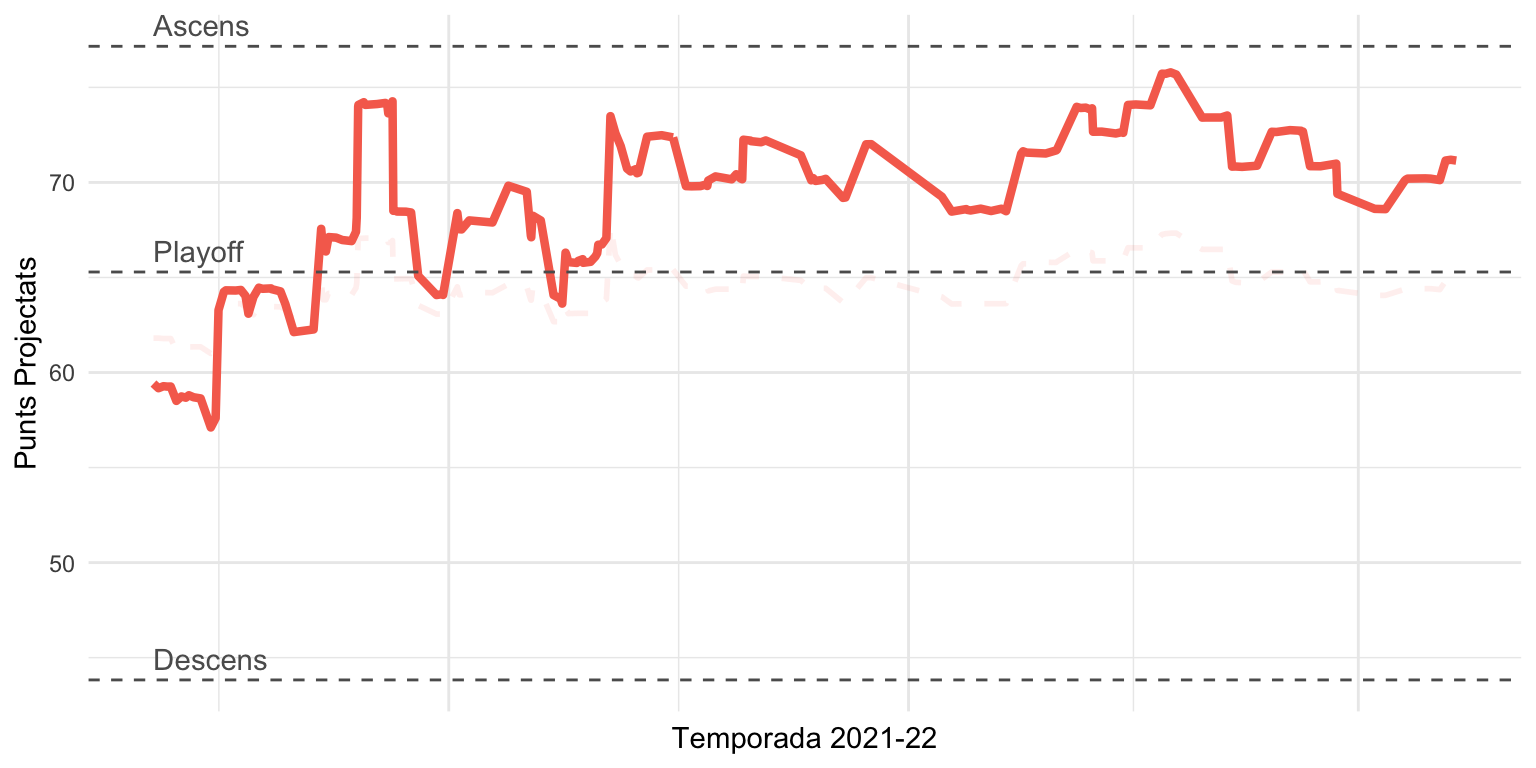 Ascens
70
Playoff
60
50
Descens
Punts Projectats
Temporada 2021-22